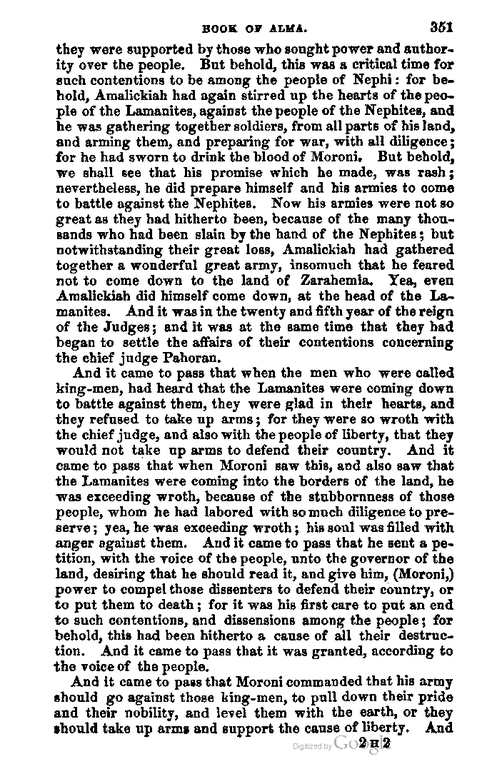 BOOK OF ALMA. 351
they were supported by those who sought power and author-
ity over the people. But behold, this was a critical time for
such contentions to be among the people of Nephi: for be-
hold, Amalickiah had again stirred up the hearts of the peo-
ple of the Lamanites, against the people of the Nephites, and
he was gathering together soldiers, from all parts of his land,
and arming them, and preparing for war, with all diligence;
for he had sworn to drink the blood of Moroni. But behold,
we shall see that his promise which he made, was rash;
nevertheless, he did prepare himself and his armies to come
to battle against the Nephites. Now his armies were not so
great as they had hitherto been, because of the many thou-
sands who had been slain by the hand of the Nephites; but
notwithstanding their great loss, Amalickiah had gathered
together a wonderful great army, insomuch that he feared
not to come down to the land of Zarahemla. Yea, even
Amalickiah did himself come down, at the head of the La-
manites. And it was in the twenty and fifth year of the reign
of the Judges; and it was at the same time that they had
began to settle the affairs of their contentions concerning
the chief judge Pahoran.
And it came to pass that when the men who were called
king-men, had heard that the Lamanites were coming down
to battle against them, they were glad in their hearts, and
they refused to take up arms; for they were so wroth with
the chief judge, and also with the people of liberty, that they
would not take up arms to defend their country. And it
came to pass that when Moroni saw this, and also saw that
the Lamanites were coming into the borders of the land, he
was exceeding wroth, because of the stubbornness of those
people, whom he had labored with so much diligence to pre-
serve; yea, he was exceeding wroth; his soul was filled with
anger against them. And it came to pass that he sent a pe-
tition, with the voice of the people, unto the governor of the
land, desiring that he should read it, and give him, (Moroni,)
power to compel those dissenters to defend their country, or
to put them to death; for it was his first care to put an end
to such contentions, and dissensions among the people; for
behold, this had been hitherto a cause of all their destruc-
tion. And it came to pass that it was granted, according to
the voice of the people.
And it came to pass that Moroni commanded that his army
should go against those king-men, to pull down their pride
and their nobility, and level them with the earth, or they
should take up arms and support the cause of liberty. And
Digitized by Google 2 H 2